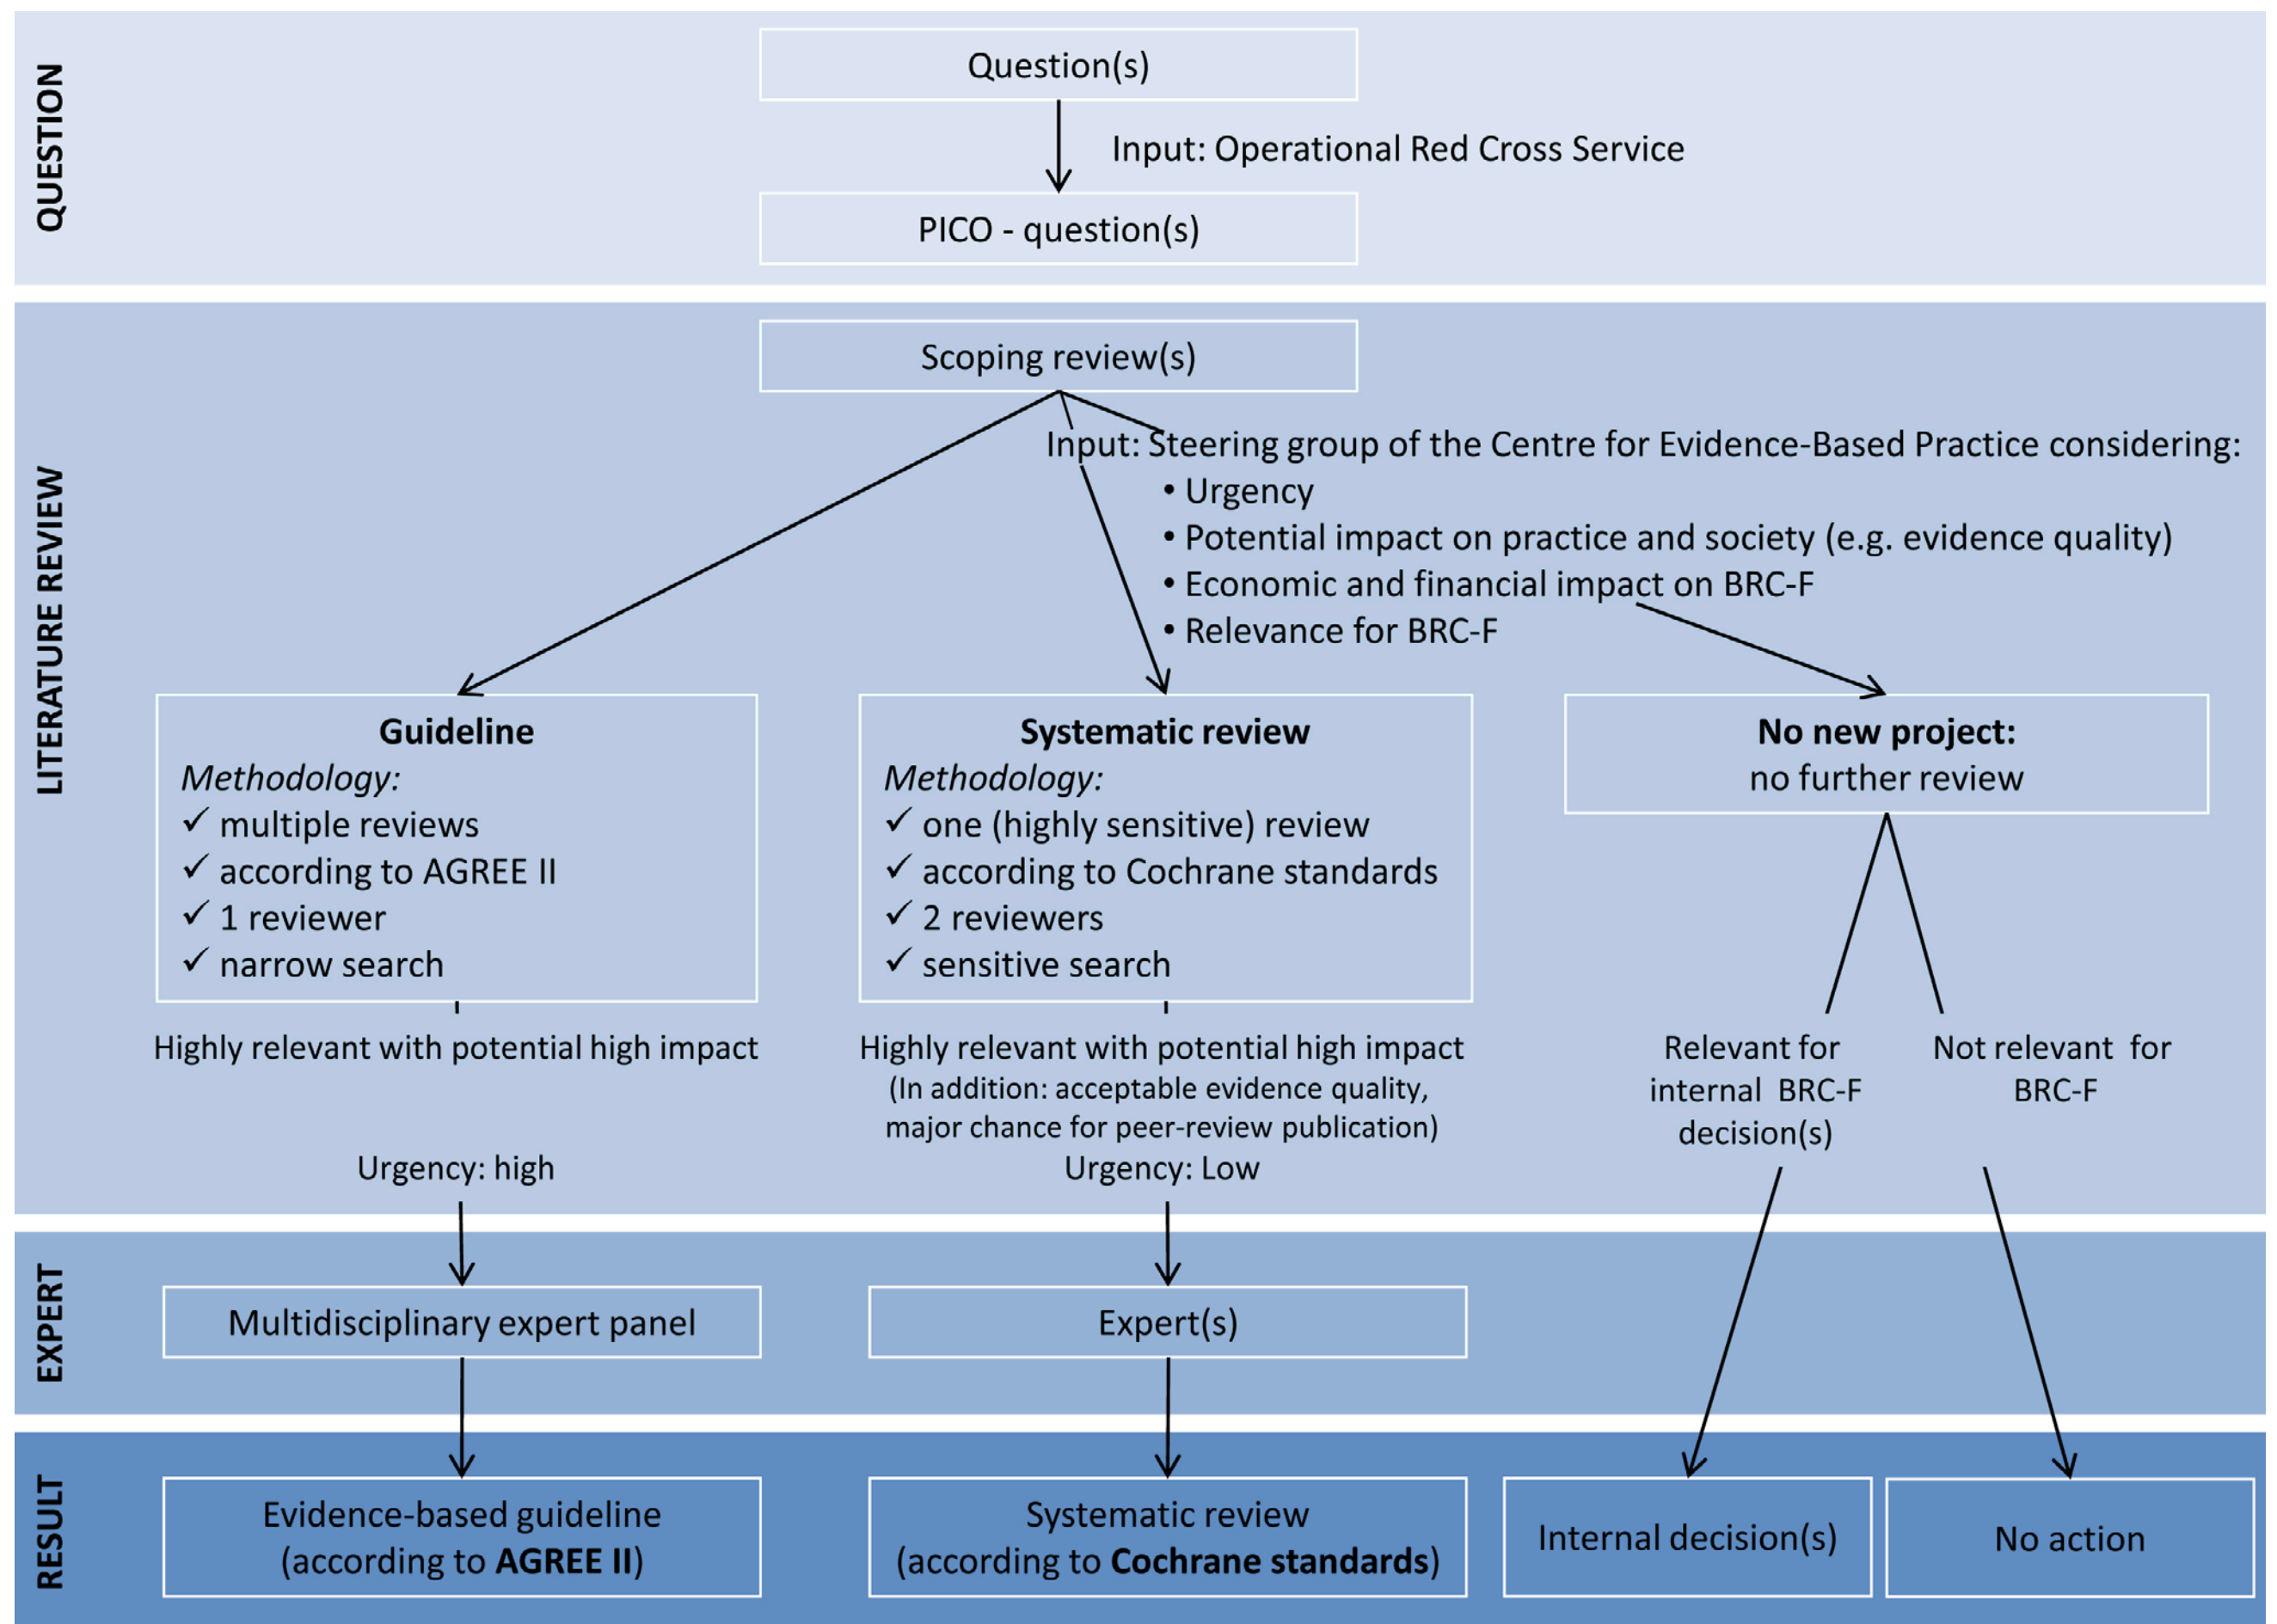 QUESTION
Question(s)
Input: Operational Red Cross Service
PICO - question(s)
LITERATURE REVIEW
Scoping review(s)
Input: Steering group of the Centre for Evidence-Based Practice considering:
• Urgency
• Potential impact on practice and society (e.g. evidence quality)
• Economic and financial impact on BRC-F
• Relevance for BRC-F
Guideline
Methodology:
✓ multiple reviews
✓ according to AGREE II
✓ 1 reviewer
✓ narrow search
Highly relevant with potential high impact
Urgency: high
Systematic review
Methodology:
✓ one (highly sensitive) review
✓ according to Cochrane standards
✓ 2 reviewers
✓ sensitive search
Highly relevant with potential high impact
(In addition: acceptable evidence quality,
major chance for peer-review publication)
Urgency: Low
No new project:
no further review
Relevant for
internal BRC-F
decision(s)
Not relevant for
BRC-F
EXPERT
Multidisciplinary expert panel
Expert(s)
RESULT
Evidence-based guideline
(according to AGREE II)
Systematic review
(according to Cochrane standards)
Internal decision(s)
No action